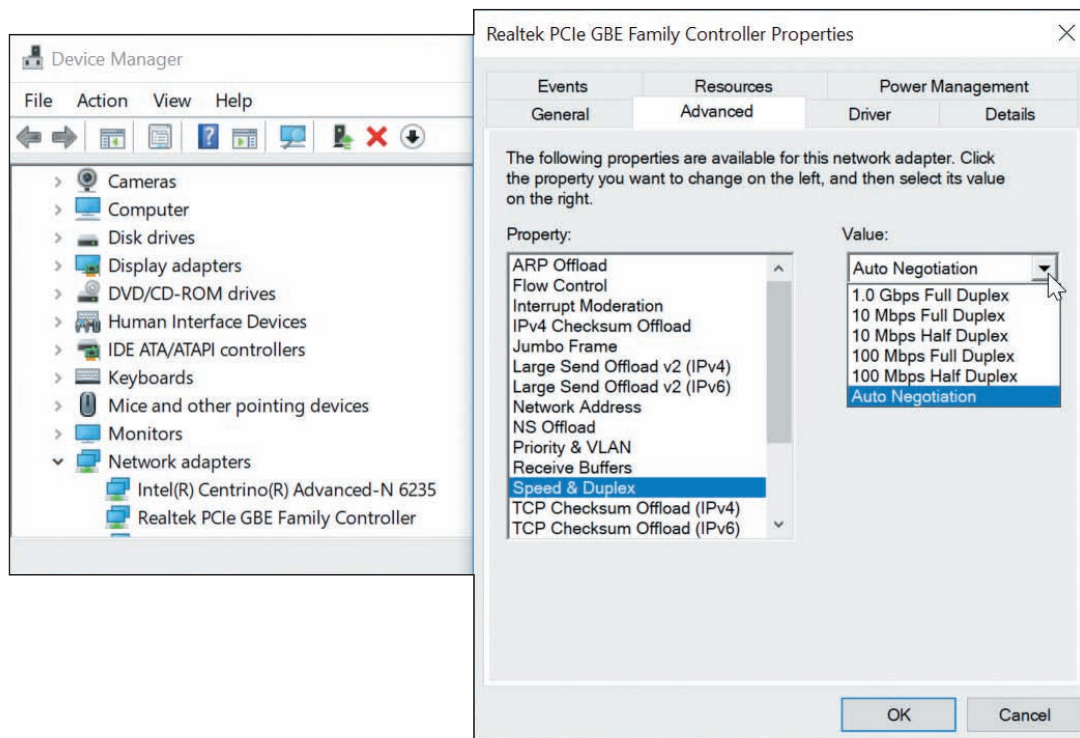 Device Manager
File Action View Help
Cameras
Computer
Disk drives
Display adapters
DVD/CD-ROM drives
Human Interface Devices
IDE ATA/ATAPI controllers
Keyboards
Mice and other pointing devices
Monitors
Network adapters
Intel(R) Centrino(R) Advanced-N 6235
Realtek PCIe GBE Family Controller
Realtek PCIe GBE Family Controller Properties
Events Resources Power Management
General Advanced Driver Details
The following properties are available for this network adapter. Click
the property you want to change on the left, and then select its value
on the right.
Property:
ARP Offload
Flow Control
Interrupt Moderation
IPv4 Checksum Offload
Jumbo Frame
Large Send Offload v2 (IPv4)
Large Send Offload v2 (IPv6)
Network Address
NS Offload
Priority & VLAN
Receive Buffers
Speed & Duplex
TCP Checksum Offload (IPv4)
TCP Checksum Offload (IPv6)
Value:
Auto Negotiation
1.0 Gbps Full Duplex
10 Mbps Full Duplex
10 Mbps Half Duplex
100 Mbps Full Duplex
100 Mbps Half Duplex
Auto Negotiation
OK Cancel